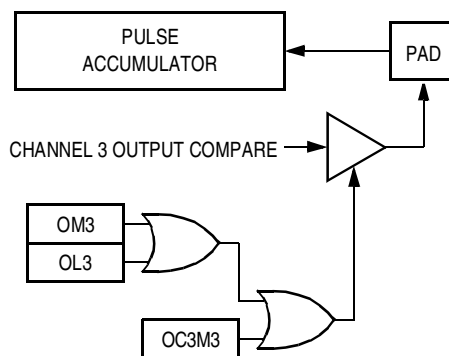 PULSE
ACCUMULATOR
PAD
CHANNEL 3 OUTPUT COMPARE
OM3
OL3
OC3M3